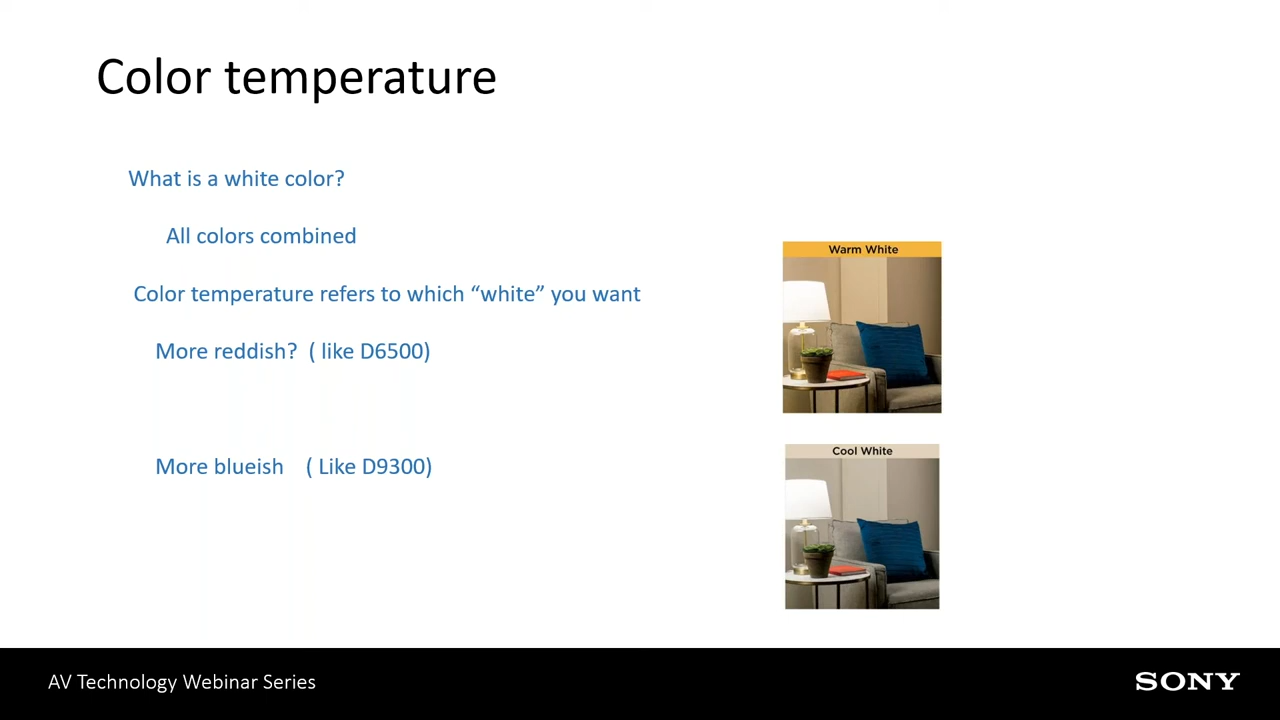 Color temperature
What is a white color?
All colors combined
Color temperature refers to which “white” you want
More reddish? ( like D6500)
More blueish ( Like D9300)
Warm White
Cool White
AV Technology Webinar Series
SONY